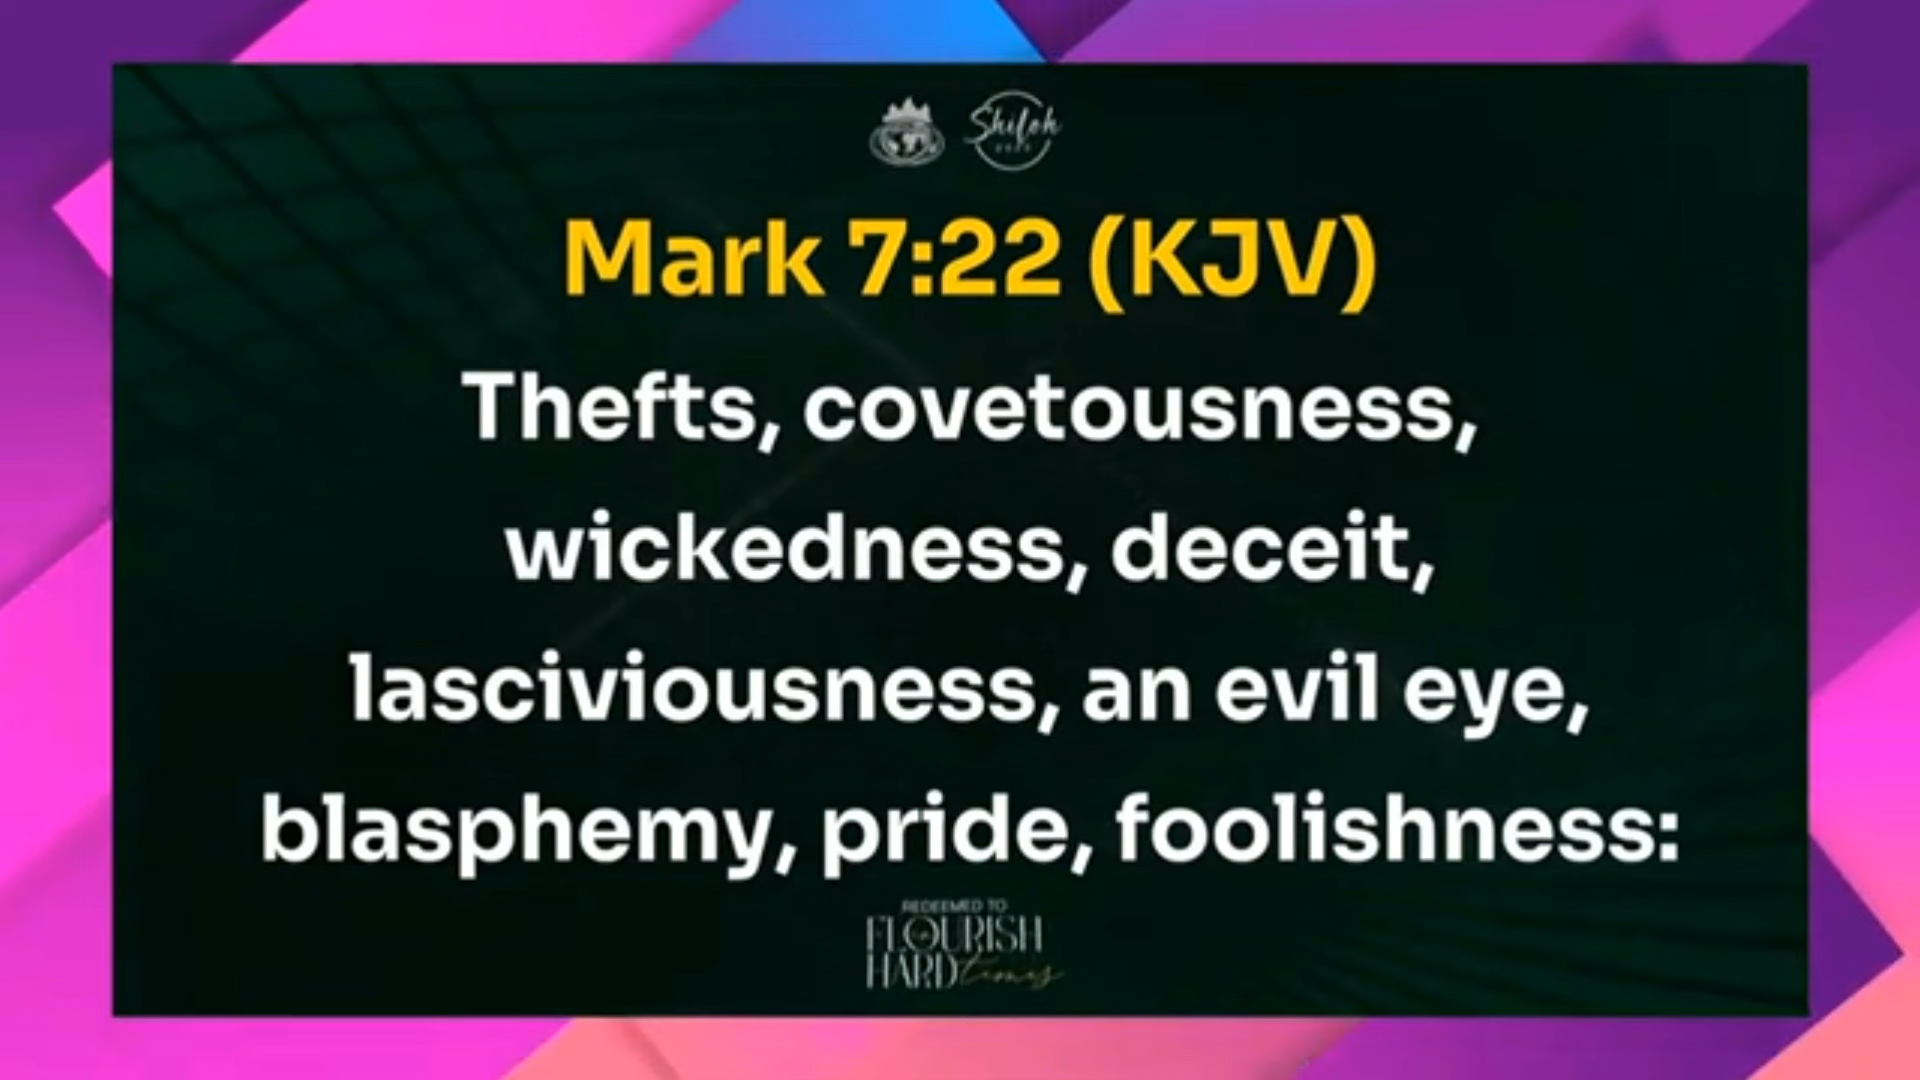 Shiloh
Mark 7:22 (KJV)
Thefts, covetousness,
wickedness, deceit,
lasciviousness, an evil eye,
blasphemy, pride, foolishness:
REDEEMED TO
FLOURISH
HARD times